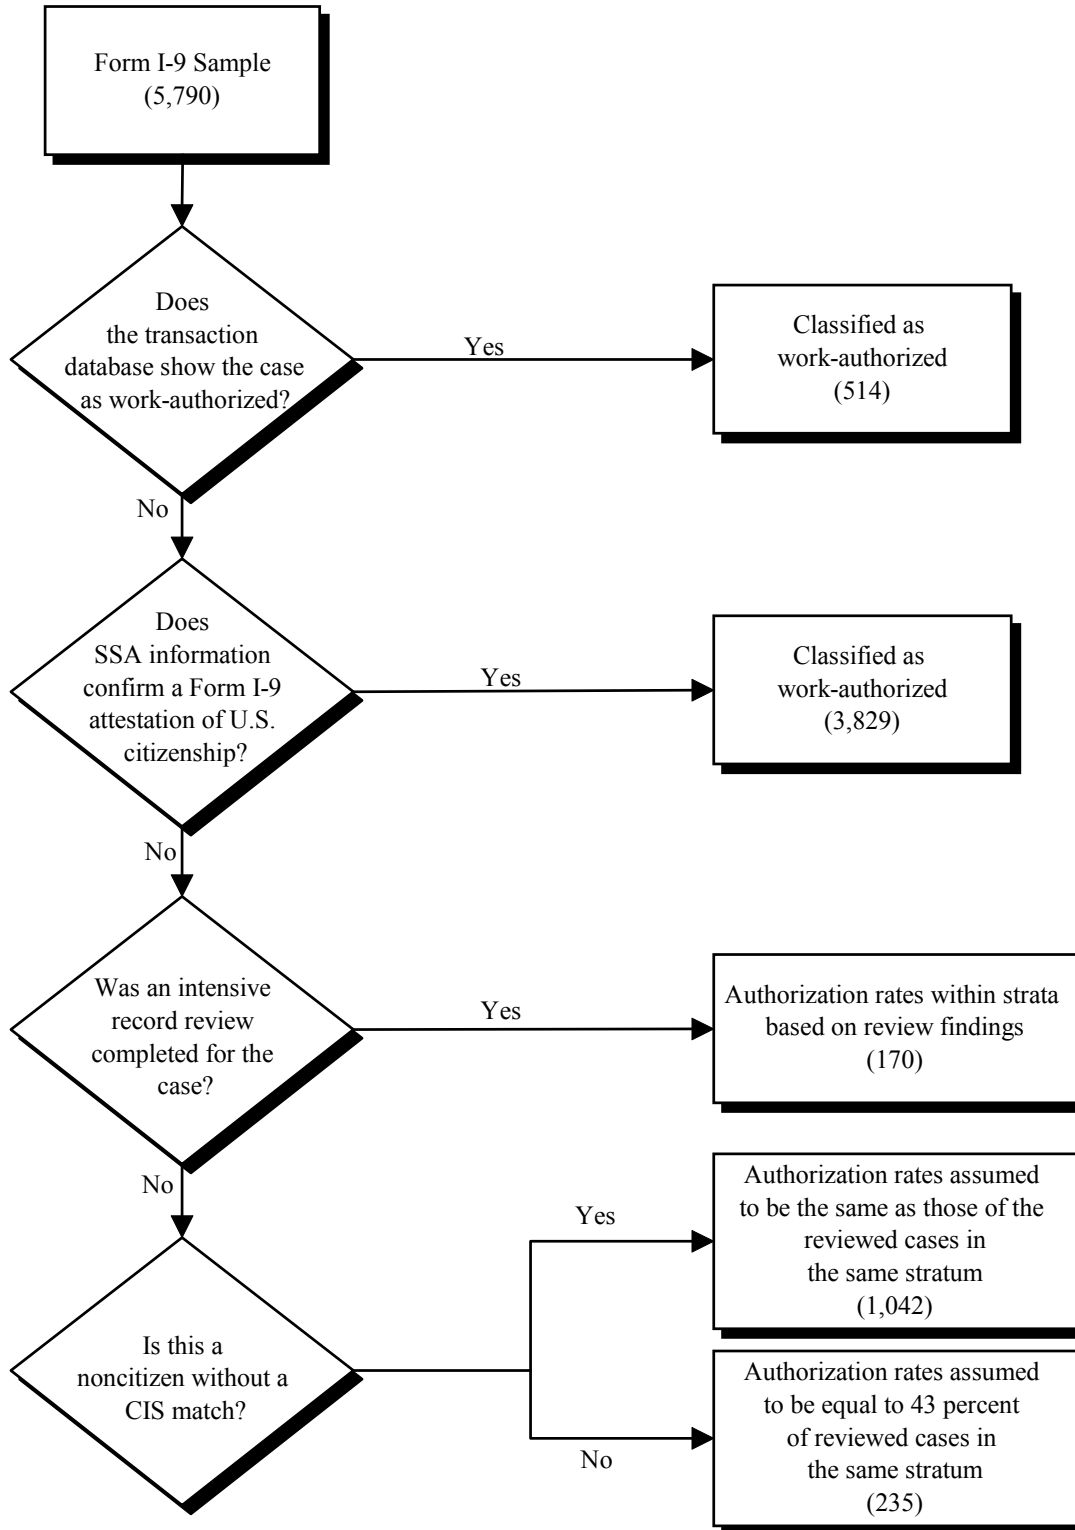 Form I-9 Sample
(5,790)
Does
the transaction
database show the case
as work-authorized?
Yes
Classified as
work-authorized
(514)
No
Does
SSA information
confirm a Form I-9
attestation of U.S.
citizenship?
Yes
Classified as
work-authorized
(3,829)
No
Was an intensive
record review
completed for the
case?
Yes
Authorization rates within strata
based on review findings
(170)
No
Is this a
noncitizen without a
CIS match?
Yes
Authorization rates assumed
to be the same as those of the
reviewed cases in
the same stratum
(1,042)
No
Authorization rates assumed
to be equal to 43 percent
of reviewed cases in
the same stratum
(235)